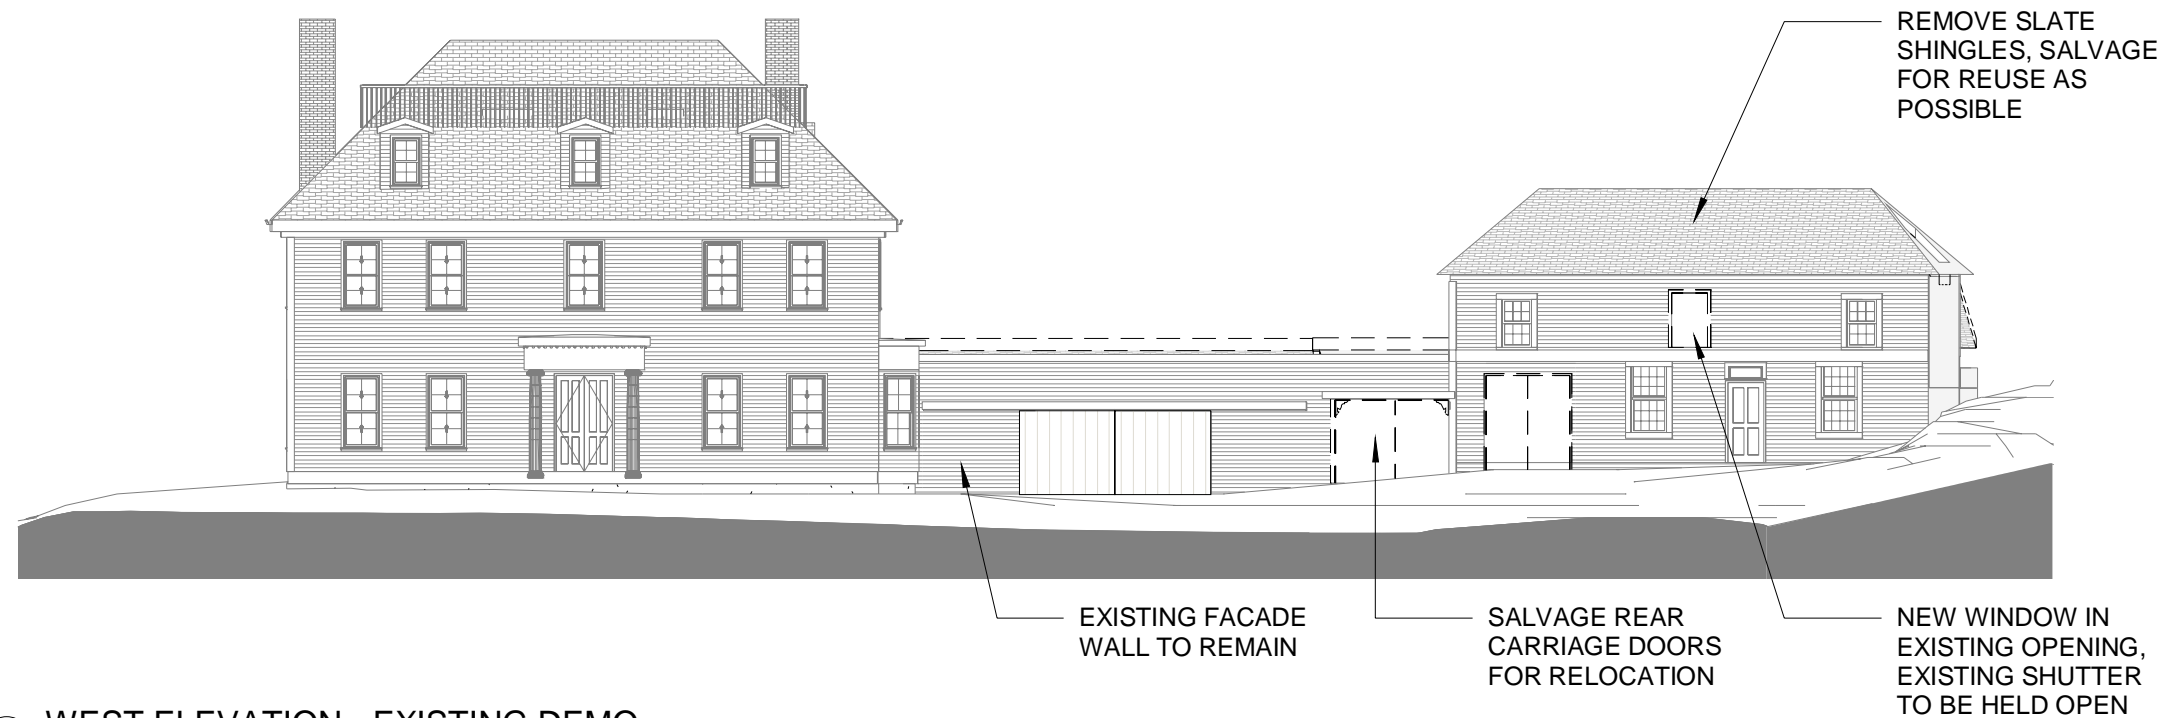 REMOVE SLATE
SHINGLES, SALVAGE
FOR REUSE AS
POSSIBLE
EXISTING FACADE
WALL TO REMAIN
SALVAGE REAR
CARRIAGE DOORS
FOR RELOCATION
NEW WINDOW IN
EXISTING OPENING,
EXISTING SHUTTER
TO BE HELD OPEN
WEST ELEVATION - EXISTING DEMO